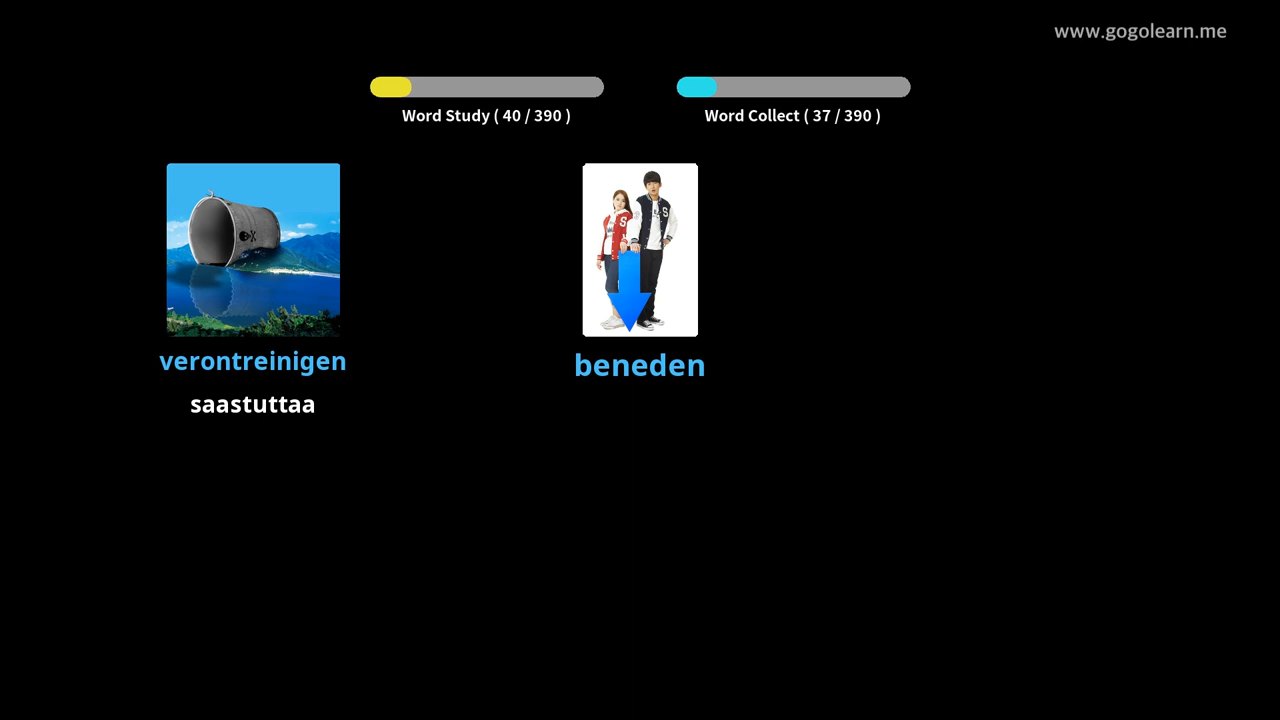 www.gogolearn.me
Word Study ( 40 / 390 )
Word Collect ( 37 / 390 )
verontreinigen
saastuttaa
beneden